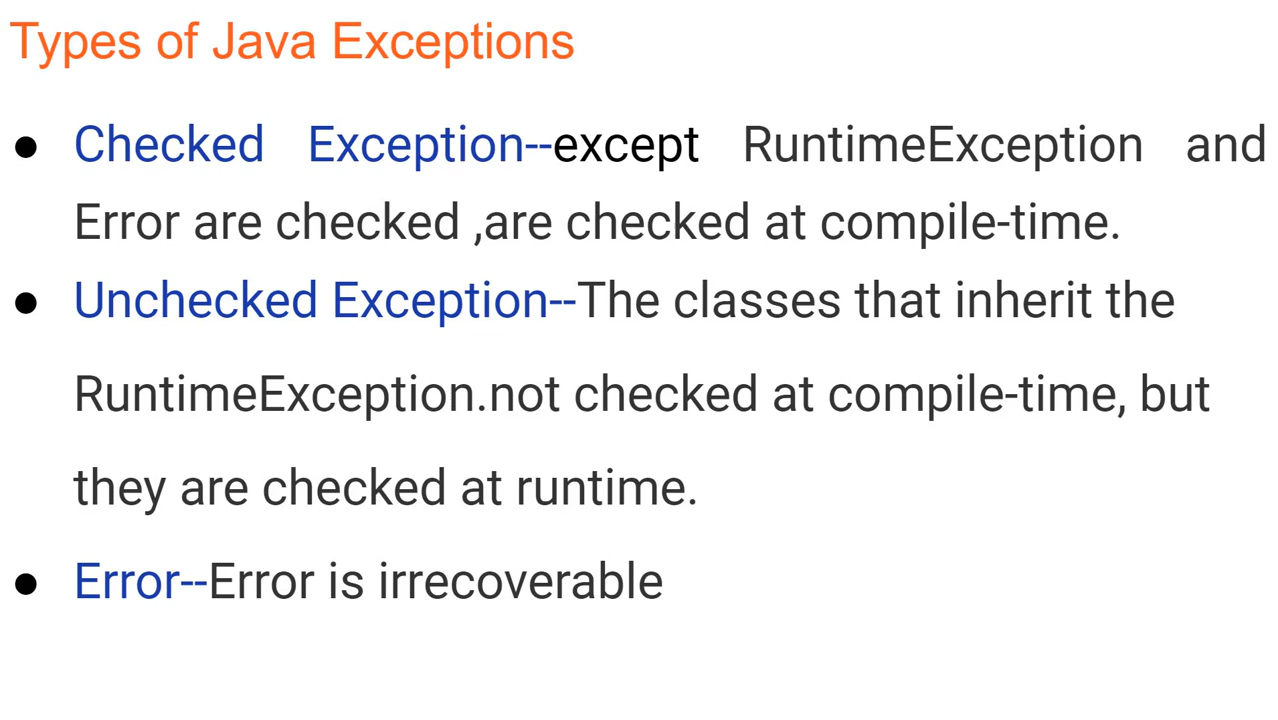 Types of Java Exceptions
● Checked Exception--except RuntimeException and
Error are checked ,are checked at compile-time.
● Unchecked Exception--The classes that inherit the
RuntimeException.not checked at compile-time, but
they are checked at runtime.
● Error--Error is irrecoverable